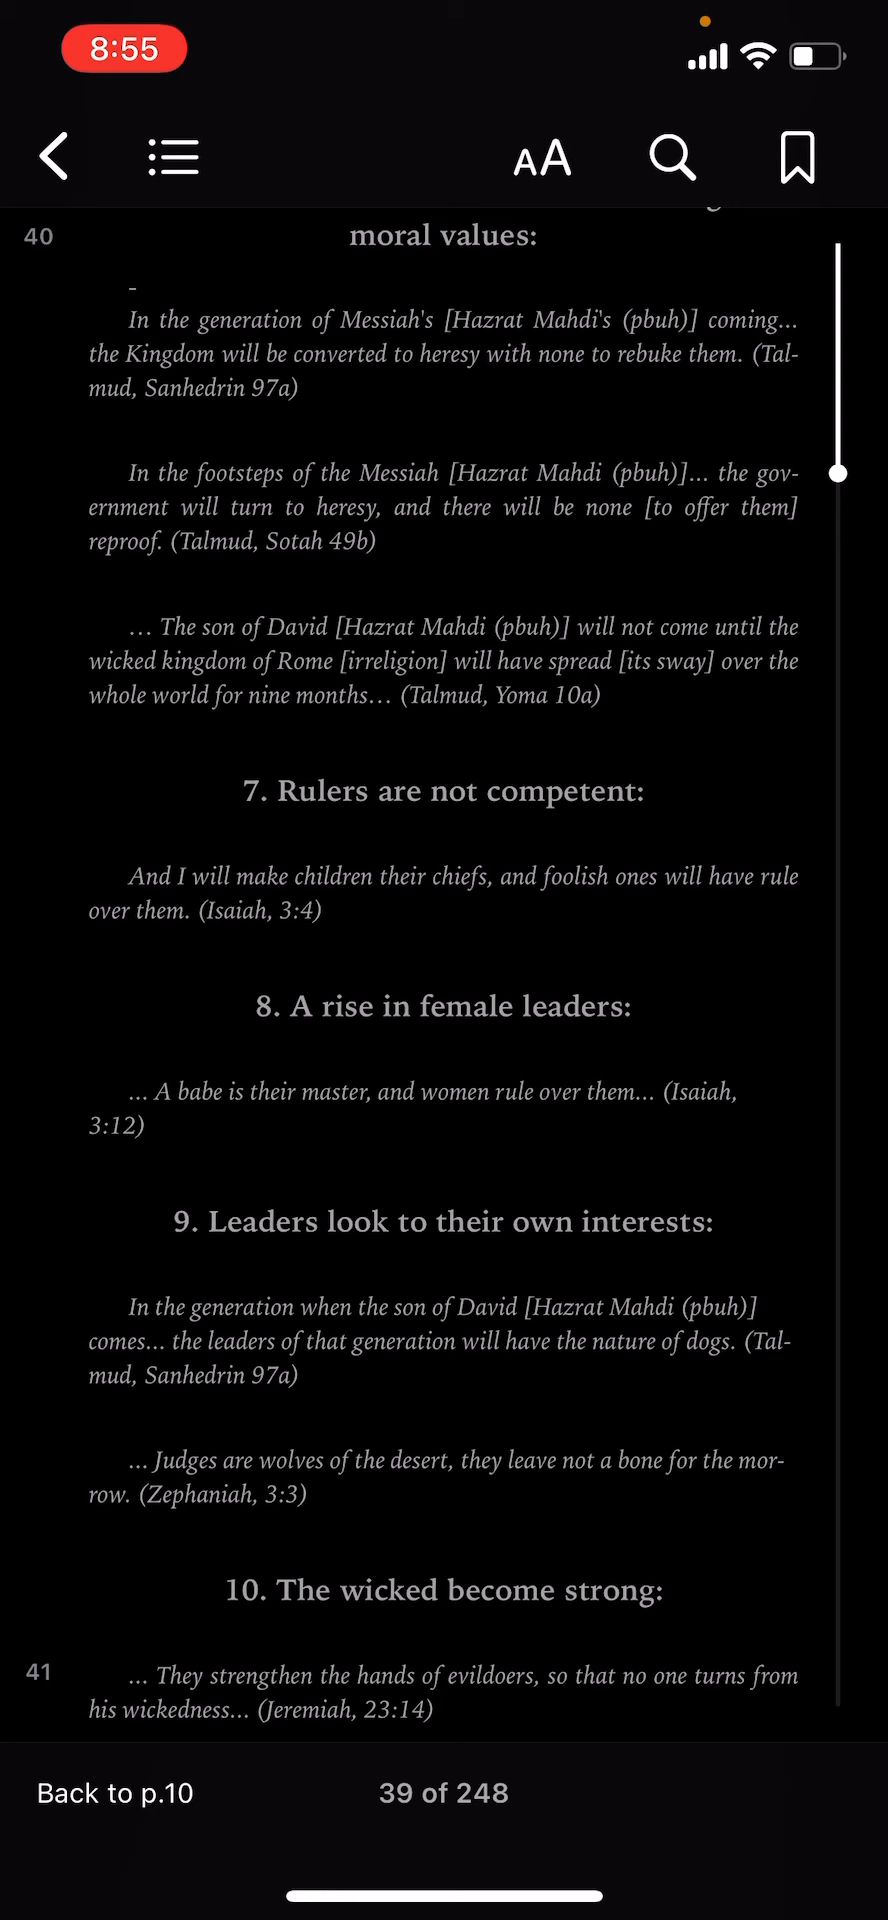 8:55
AA
40
moral values:
-
In the generation of Messiah's [Hazrat Mahdi's (pbuh)] coming...
the Kingdom will be converted to heresy with none to rebuke them. (Tal-
mud, Sanhedrin 97a)
In the footsteps of the Messiah [Hazrat Mahdi (pbuh)]... the gov-
ernment will turn to heresy, and there will be none [to offer them]
reproof. (Talmud, Sotah 49b)
... The son of David [Hazrat Mahdi (pbuh)] will not come until the
wicked kingdom of Rome [irreligion] will have spread [its sway] over the
whole world for nine months... (Talmud, Yoma 10a)
7. Rulers are not competent:
And I will make children their chiefs, and foolish ones will have rule
over them. (Isaiah, 3:4)
8. A rise in female leaders:
... A babe is their master, and women rule over them... (Isaiah,
3:12)
9. Leaders look to their own interests:
In the generation when the son of David [Hazrat Mahdi (pbuh)]
comes... the leaders of that generation will have the nature of dogs. (Tal-
mud, Sanhedrin 97a)
... Judges are wolves of the desert, they leave not a bone for the mor-
row. (Zephaniah, 3:3)
10. The wicked become strong:
41
... They strengthen the hands of evildoers, so that no one turns from
his wickedness... (Jeremiah, 23:14)
Back to p.10
39 of 248